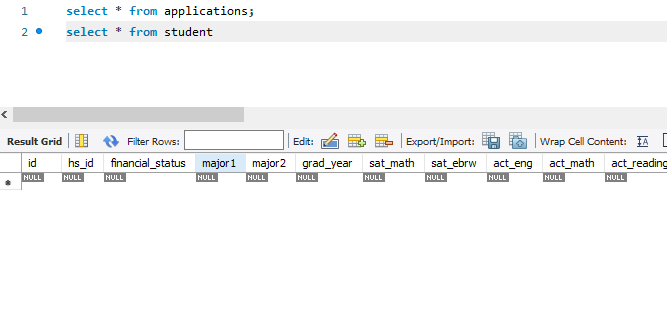 1 select * from applications;
2 select * from student
Result Grid Filter Rows: Edit: Export/Import: Wrap Cell Content:
id hs_id financial_status major1 major2 grad_year sat_math sat_ebrw act_eng act_math act_reading
NULL NULL NULL NULL NULL NULL NULL NULL NULL NULL NULL